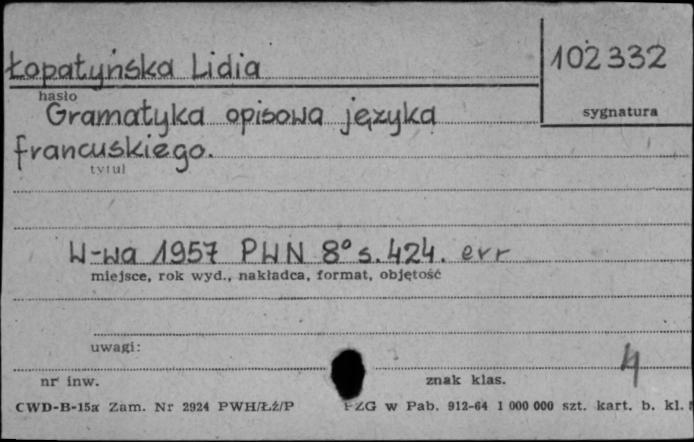 Łopatyńska Lidia
102332
hasło
sygnatura
Gramatyka opisowa języka
francuskiego.
tytuł
W-wa 1957 PWN 8° s. 424. err
miejsce, rok wyd., nakładca, format, objętość
uwagi:
4
nr inw.
znak klas.
CWD-B-15a Zam. Nr 2924 PWH/Łź/P PZG w Pab. 912-64 1 000 000 szt. kart. b. kl.